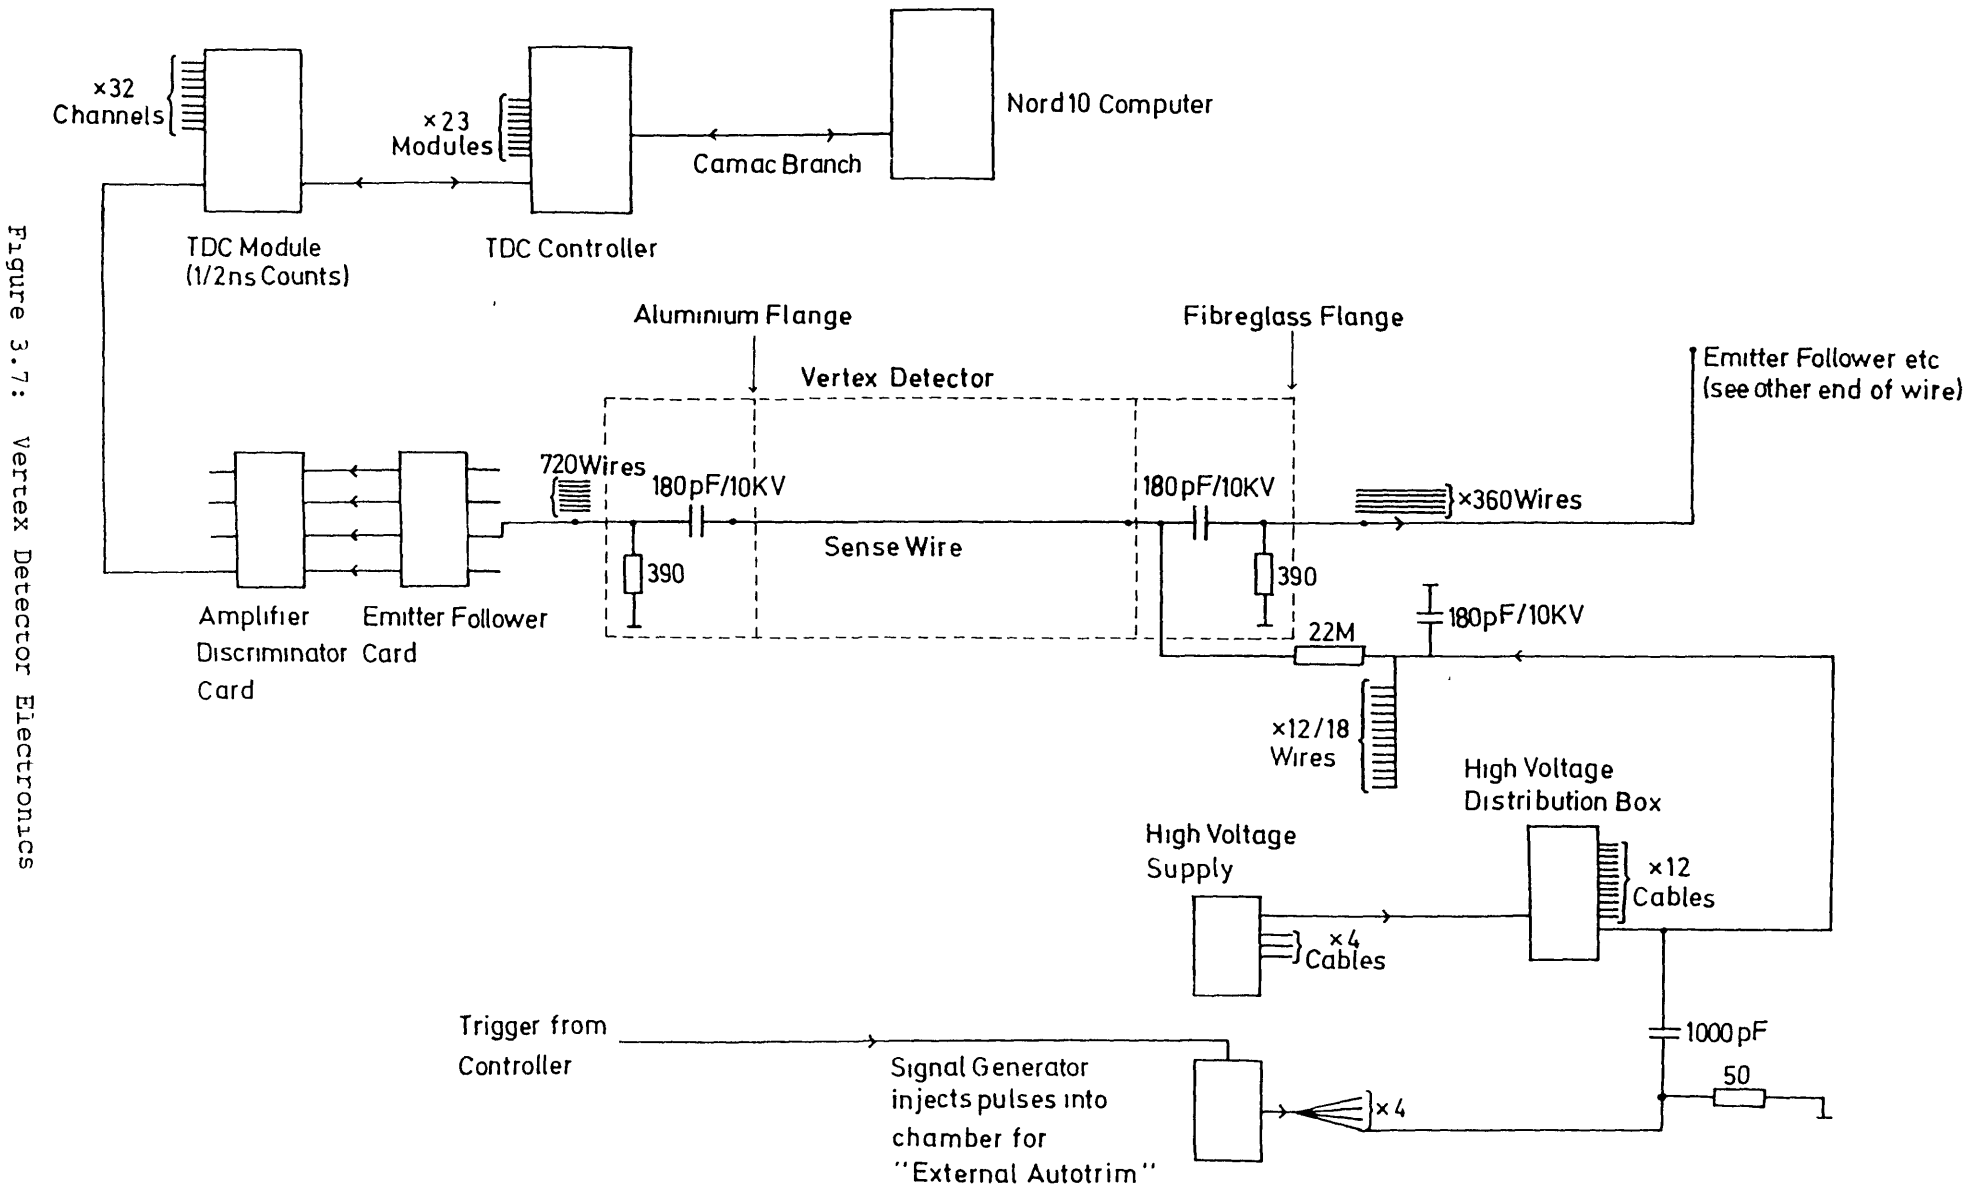 ×32
Channels
×23
Modules
Nord10 Computer
Camac Branch
TDC Module
(1/2ns Counts)
TDC Controller
Aluminium Flange
Fibreglass Flange
Vertex Detector
Emitter Follower etc
(see other end of wire)
720Wires
180pF/10KV
180pF/10KV
×360Wires
Sense Wire
390
390
Amplifier
Discriminator
Card
Emitter Follower
Card
22M
180pF/10KV
×12/18
Wires
High Voltage
Distribution Box
High Voltage
Supply
×12
Cables
×4
Cables
Trigger from
Controller
1000pF
Signal Generator
injects pulses into
chamber for
"External Autotrim"
50
×4
Figure 3.7: Vertex Detector Electronics